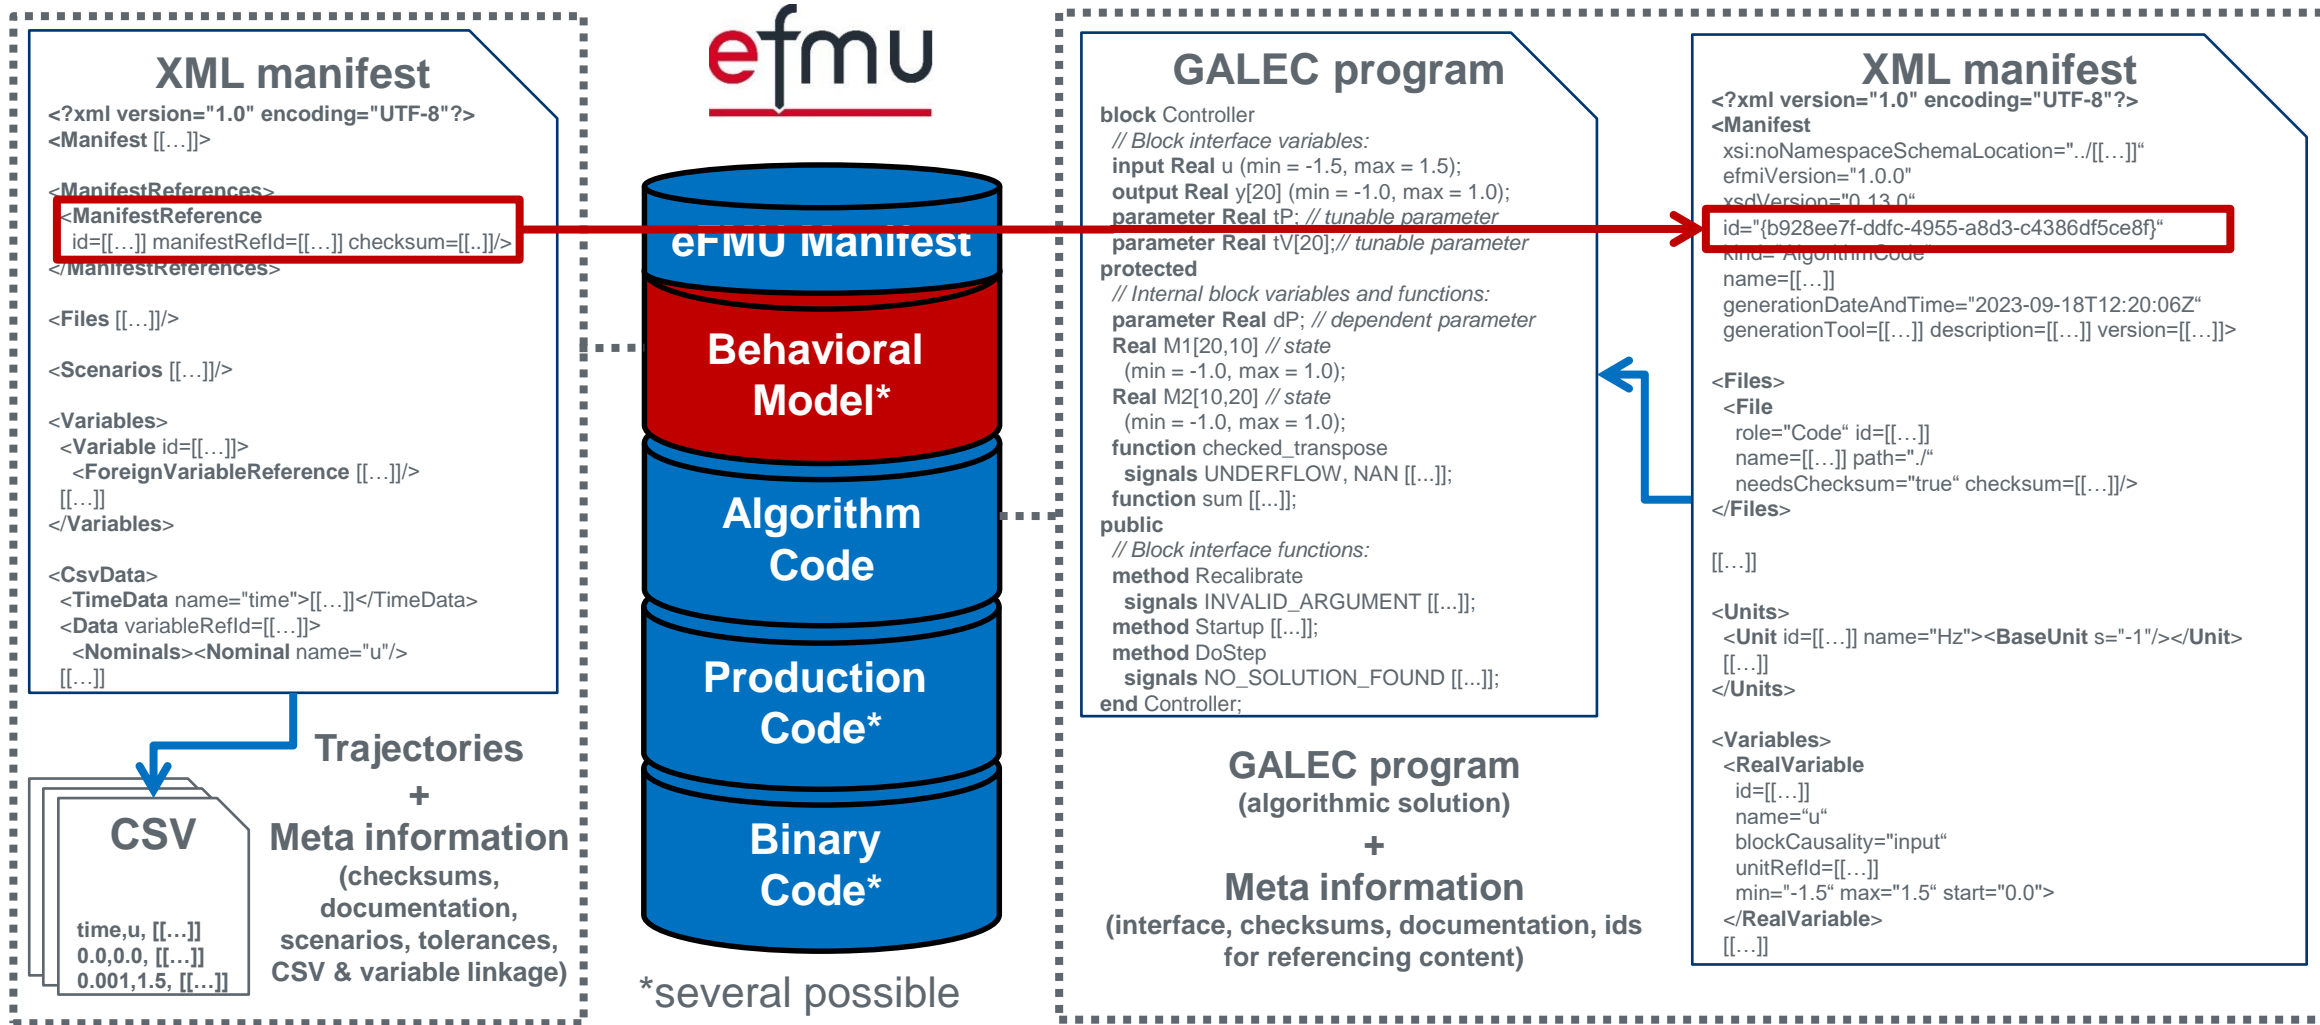 XML manifest
<?xml version="1.0" encoding="UTF-8"?>
<Manifest [[…]]>
<ManifestReferences>
<ManifestReference
id=[[…]] manifestRefId=[[…]] checksum=[[..]]/>
</ManifestReferences>
<Files [[…]]/>
<Scenarios [[…]]/>
<Variables>
<Variable id=[[…]]>
<ForeignVariableReference [[…]]/>
[[…]]
</Variables>
<CsvData>
<TimeData name="time">[[…]]</TimeData>
<Data variableRefId=[[…]]>
<Nominals><Nominal name="u"/>
[[…]]
CSV
time,u, [[…]]
0.0,0.0, [[…]]
0.001,1.5, [[…]]
Trajectories
+
Meta information
(checksums,
documentation,
scenarios, tolerances,
CSV & variable linkage)
efmu
eFMU Manifest
Behavioral
Model*
Algorithm
Code
Production
Code*
Binary
Code*
*several possible
GALEC program
block Controller
// Block interface variables:
input Real u (min = -1.5, max = 1.5);
output Real y[20] (min = -1.0, max = 1.0);
parameter Real tP; // tunable parameter
parameter Real tV[20];// tunable parameter
protected
// Internal block variables and functions:
parameter Real dP; // dependent parameter
Real M1[20,10] // state
(min = -1.0, max = 1.0);
Real M2[10,20] // state
(min = -1.0, max = 1.0);
function checked_transpose
signals UNDERFLOW, NAN [[...]];
function sum [[...]];
public
// Block interface functions:
method Recalibrate
signals INVALID_ARGUMENT [[...]];
method Startup [[...]];
method DoStep
signals NO_SOLUTION_FOUND [[...]];
end Controller;
GALEC program
(algorithmic solution)
+
Meta information
(interface, checksums, documentation, ids
for referencing content)
XML manifest
<?xml version="1.0" encoding="UTF-8"?>
<Manifest
xsi:noNamespaceSchemaLocation="../[[…]]“
efmiVersion="1.0.0"
xsdVersion="0.13.0“
id="{b928ee7f-ddfc-4955-a8d3-c4386df5ce8f}“
kind="AlgorithmCode"
name=[[…]]
generationDateAndTime="2023-09-18T12:20:06Z“
generationTool=[[…]] description=[[…]] version=[[…]]>
<Files>
<File
role="Code“ id=[[…]]
name=[[…]] path="./“
needsChecksum="true“ checksum=[[…]]/>
</Files>
[[…]]
<Units>
<Unit id=[[…]] name="Hz"><BaseUnit s="-1"/></Unit>
[[…]]
</Units>
<Variables>
<RealVariable
id=[[…]]
name=“u“
blockCausality="input“
unitRefId=[[…]]
min="-1.5“ max="1.5“ start="0.0">
</RealVariable>
[[…]]